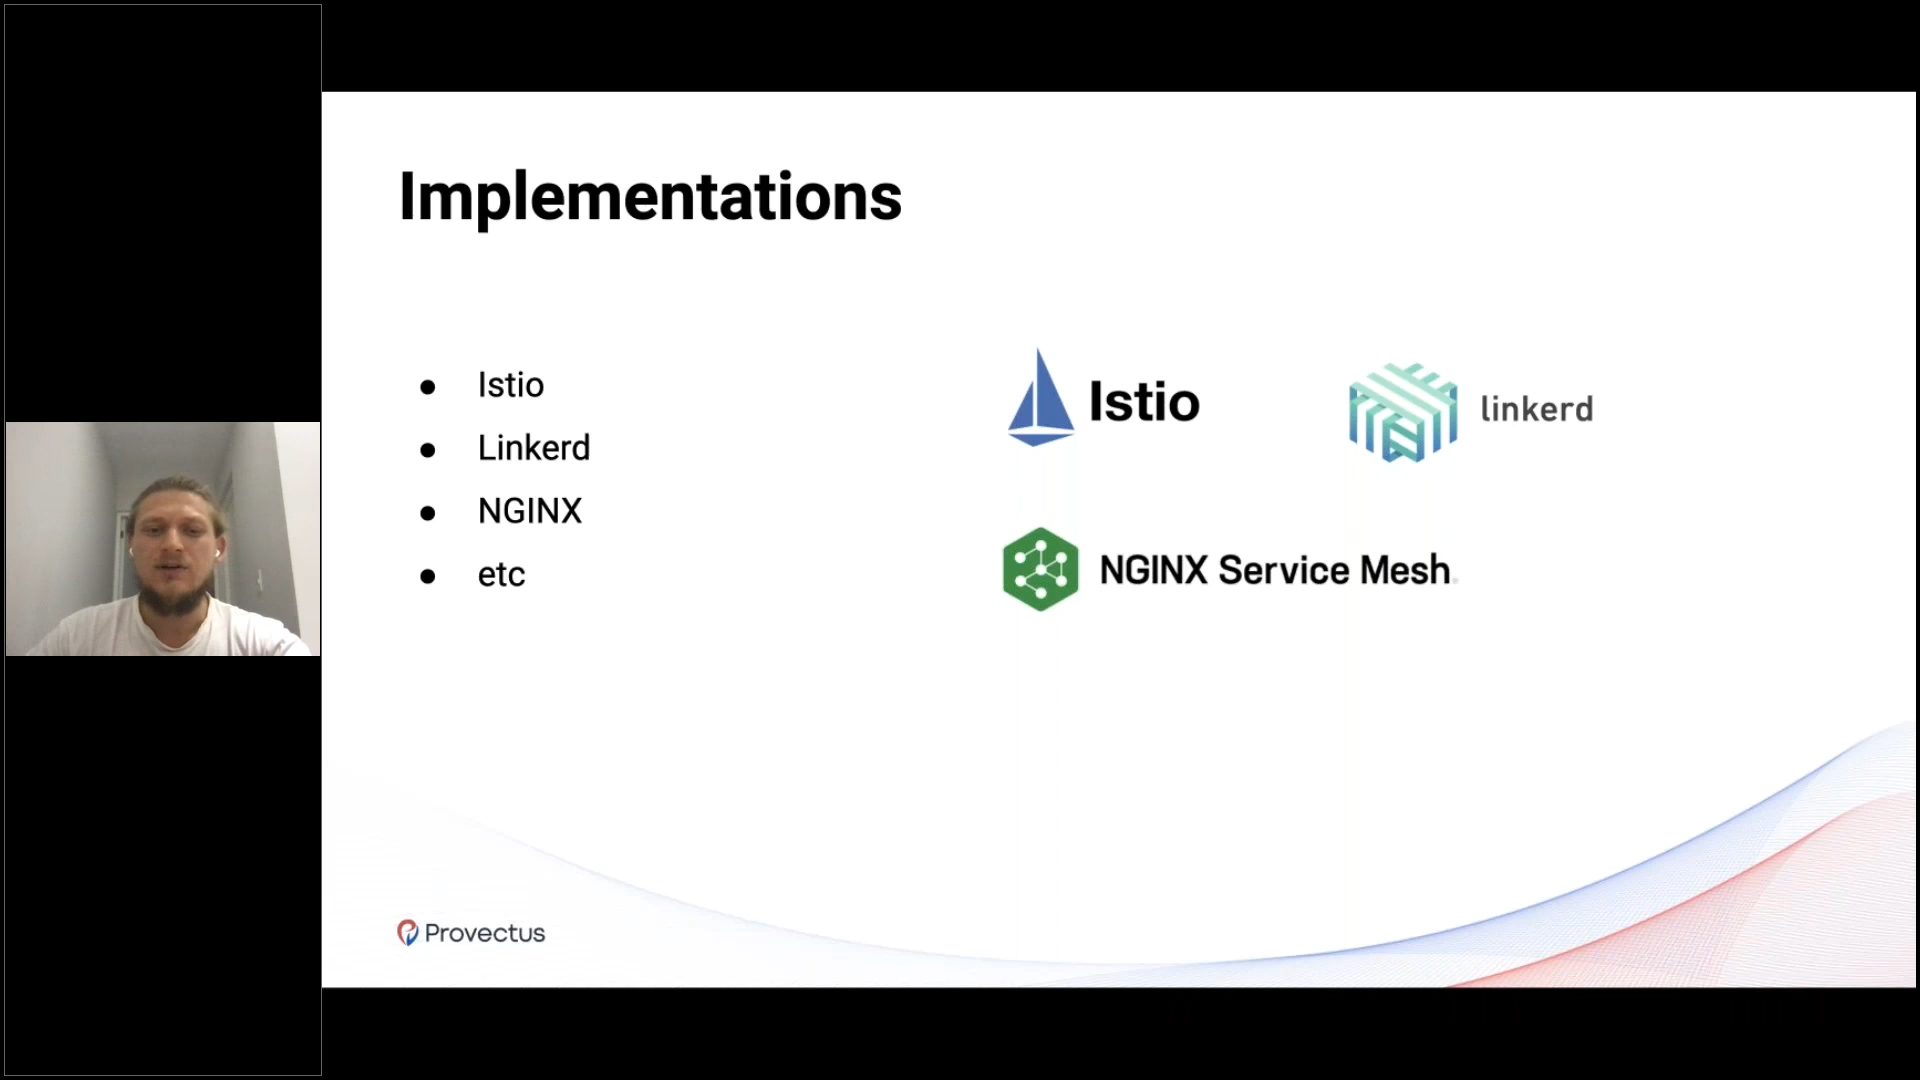 Implementations
● Istio
● Linkerd
● NGINX
● etc
Istio
linkerd
NGINX Service Mesh
Provectus